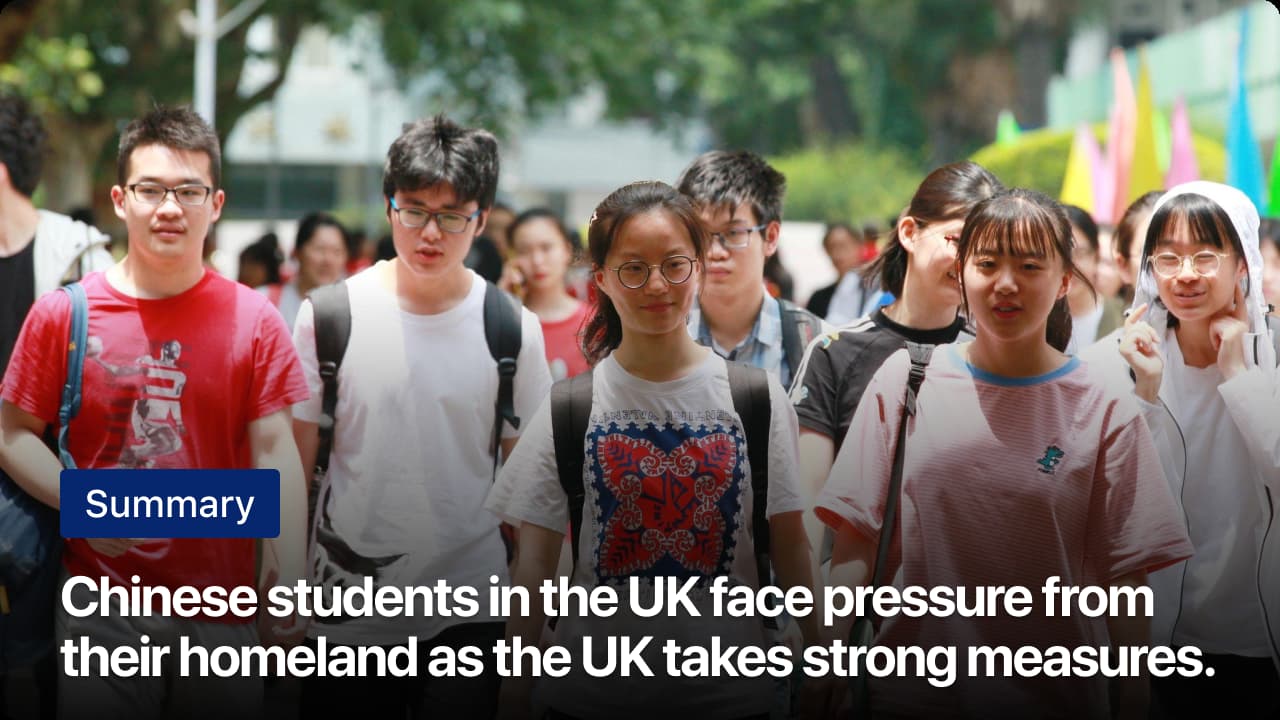 Summary
Chinese students in the UK face pressure from
their homeland as the UK takes strong measures.